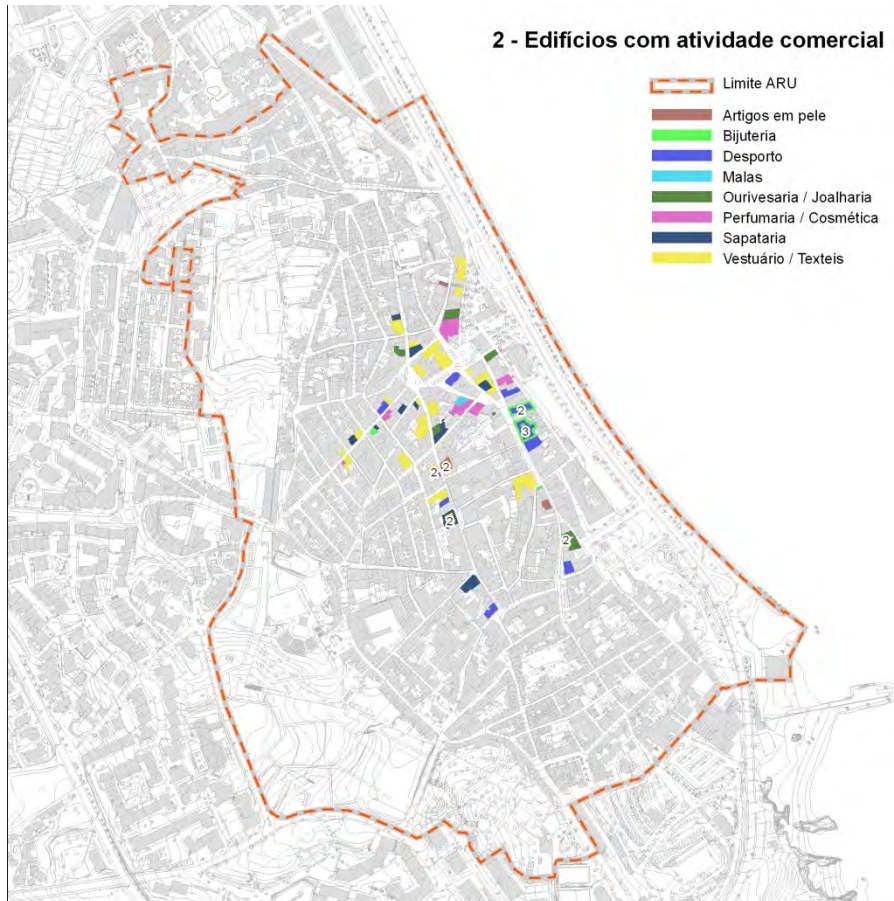 2 - Edifícios com atividade comercial
Limite ARU
Artigos em pele
Bijuteria
Desporto
Malas
Ourivesaria / Joalharia
Perfumaria / Cosmética
Sapataria
Vestuário / Texteis
2
3
2
2
2
2